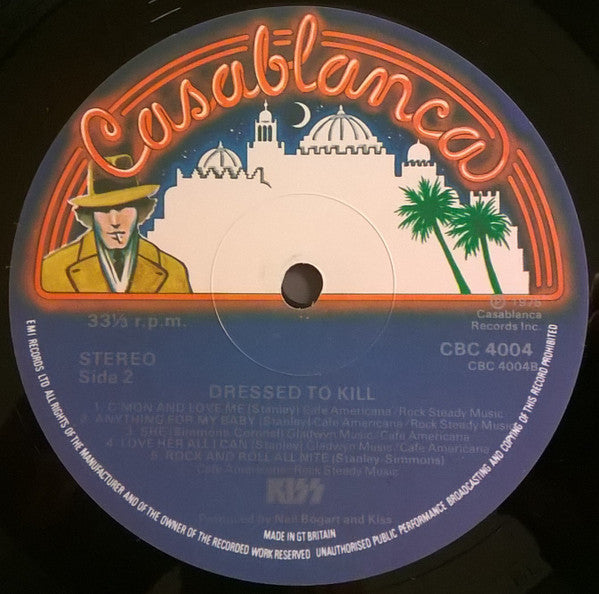 Casablanca
33⅓ r.p.m.
℗ 1975
Casablanca
Records Inc.
STEREO
Side 2
CBC 4004
CBC 4004B
DRESSED TO KILL
1. C'MON AND LOVE ME (Stanley) Cafe Americana/Rock Steady Music
2. ANYTHING FOR MY BABY (Stanley) Cafe Americana/Rock Steady Music
3. SHE (Simmons, Coronell) Gladwyn Music/Cafe Americana
4. LOVE HER ALL I CAN (Stanley) Gladwyn Music/Cafe Americana
5. ROCK AND ROLL ALL NITE (Stanley-Simmons)
Cafe Americana/Rock Steady Music
KISS
Produced by Neil Bogart and Kiss
MADE IN GT BRITAIN
EMI RECORDS LTD ALL RIGHTS OF THE MANUFACTURER AND OF THE OWNER OF THE RECORDED WORK RESERVED UNAUTHORISED PUBLIC PERFORMANCE BROADCASTING AND COPYING OF THIS RECORD PROHIBITED